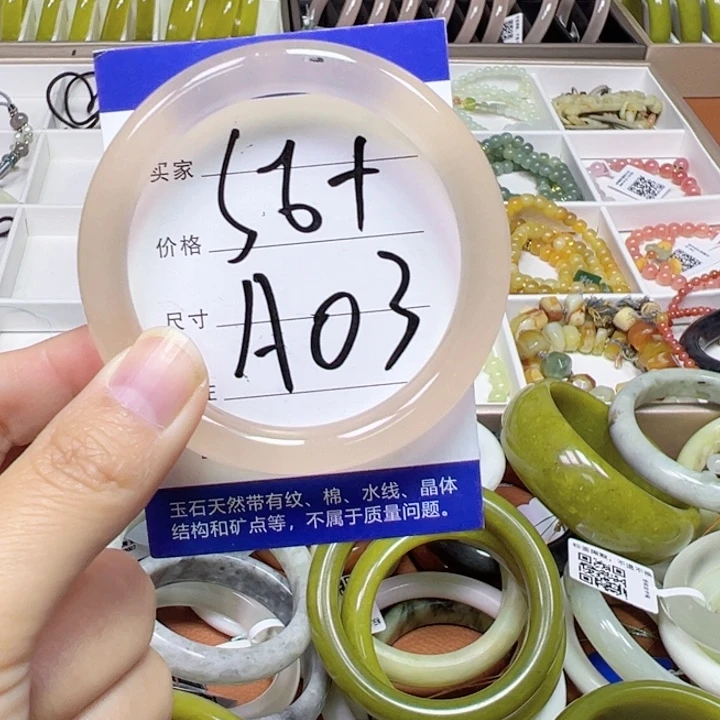 买家
56+
价格
A03
尺寸
玉石天然带有纹、棉、水线、晶体
结构和矿点等，不属于质量问题。